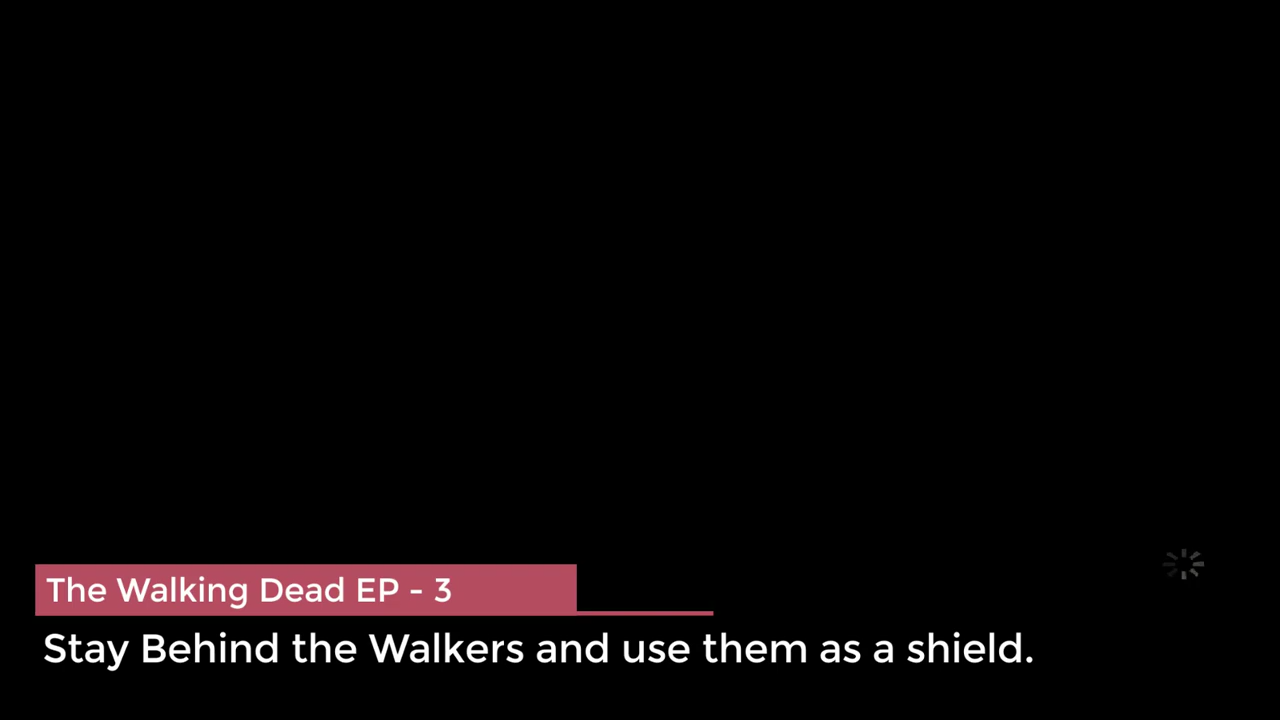 The Walking Dead EP - 3
Stay Behind the Walkers and use them as a shield.